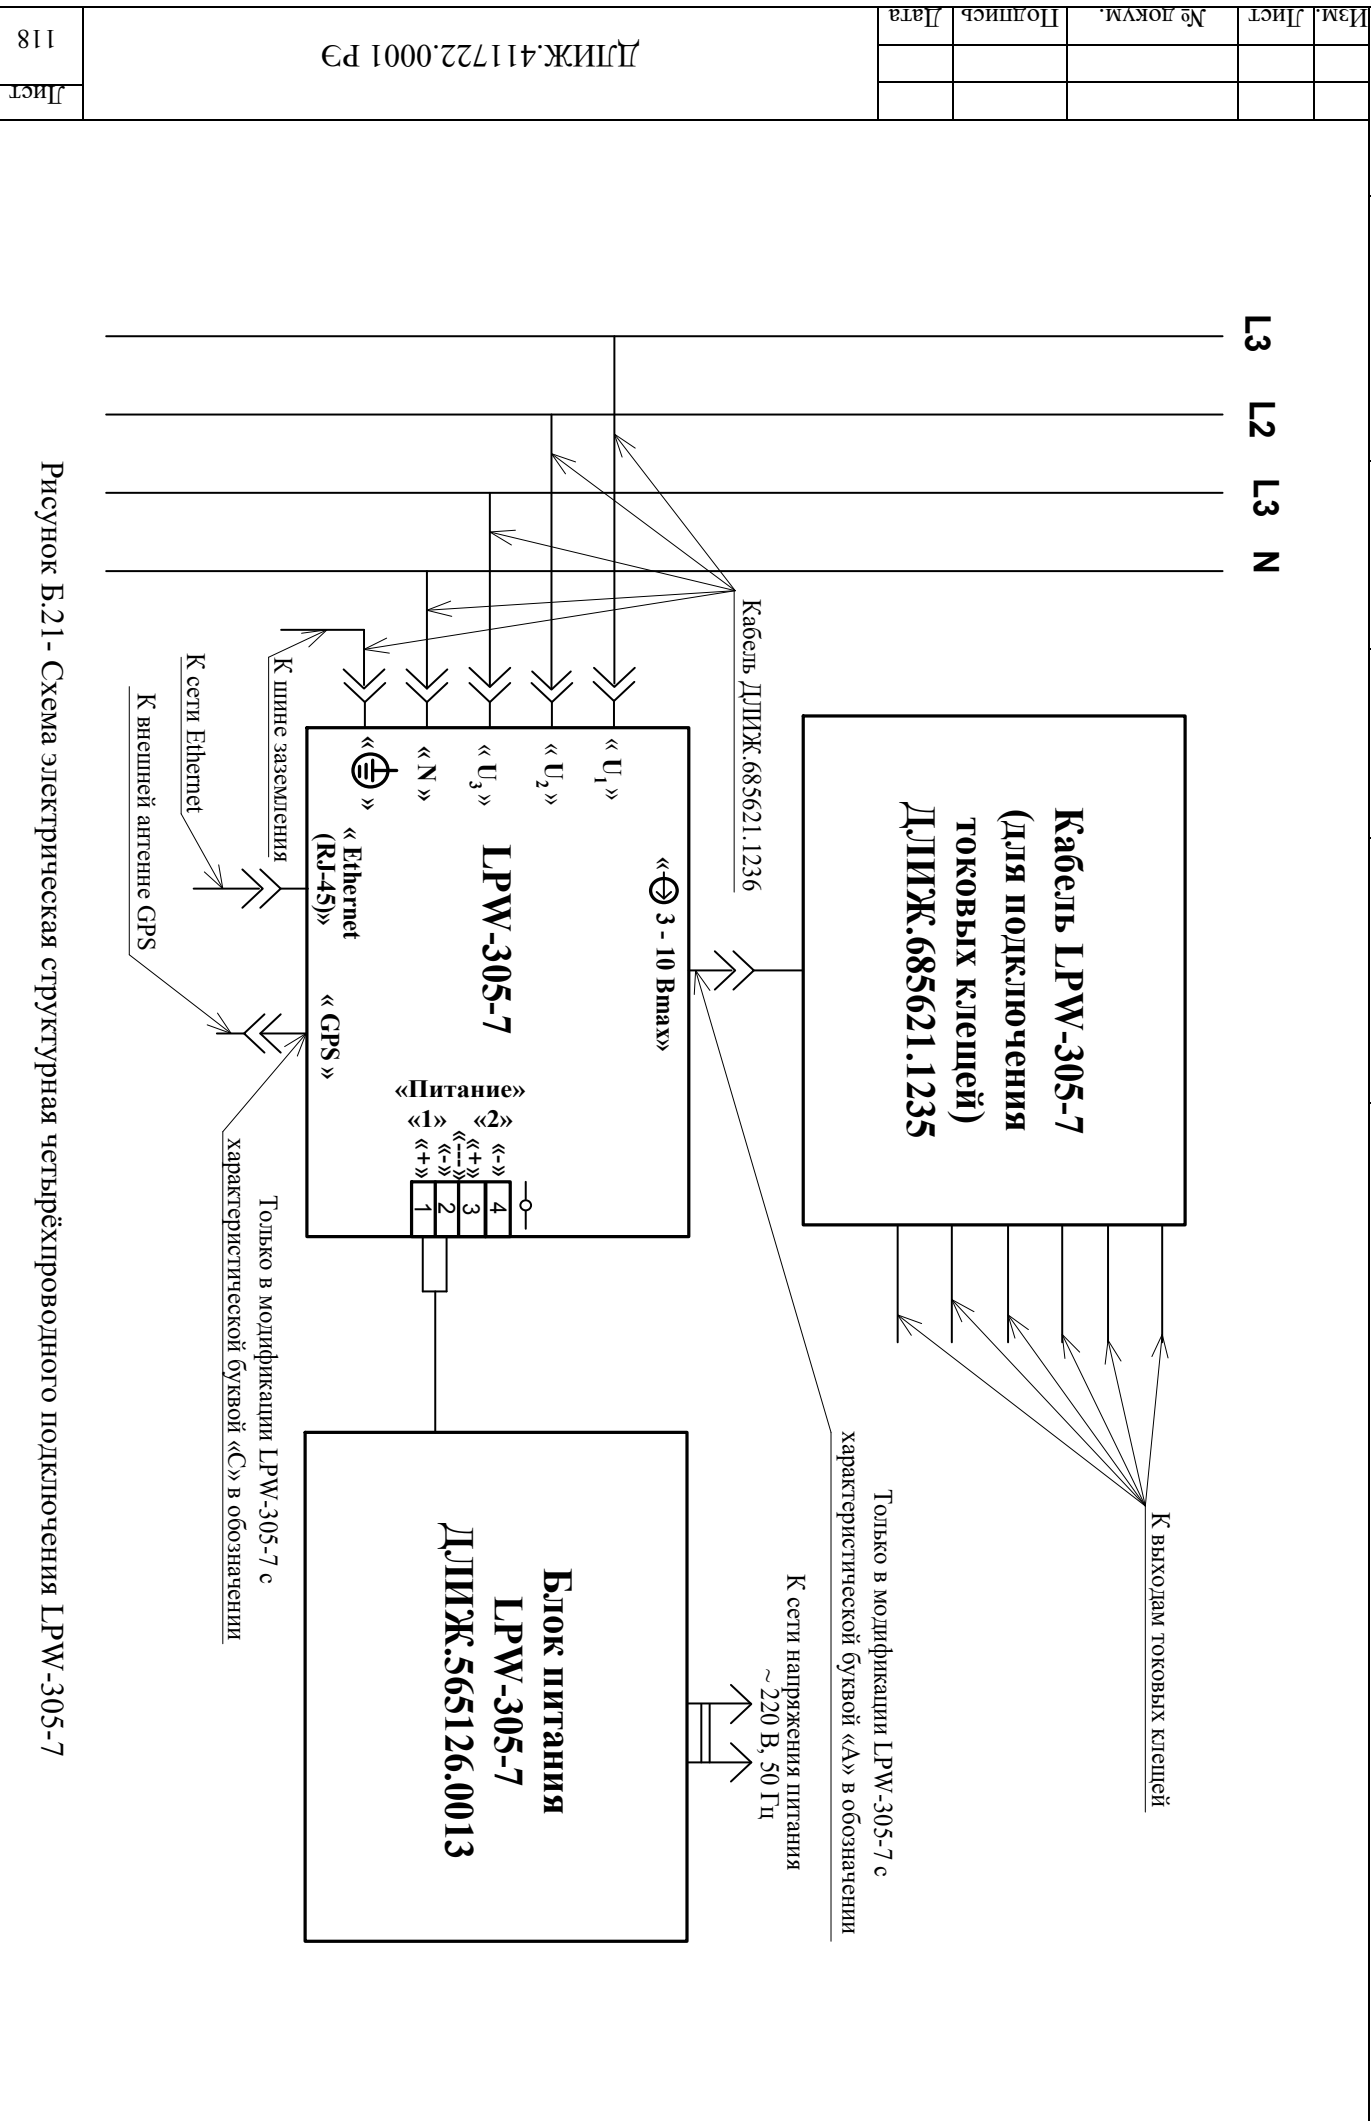 L3
L2
L3
N
Кабель LPW-305-7
(для подключения
токовых клещей)
ДЛИЖ.685621.1235
К выходам токовых клещей
Кабель ДЛИЖ.685621.1236
Только в модификации LPW-305-7 с
характеристической буквой «А» в обозначении
К сети напряжения питания
~ 220 В, 50 Гц
« U1 »
« U2 »
« U3 »
« N »
« »
« 3 - 10 Bmax»
LPW-305-7
« Ethernet
(RJ-45)»
« GPS »
«Питание»
«1» «2»
«+»
«-»
«---»
«+»
«-»
1
2
3
4
Блок питания
LPW-305-7
ДЛИЖ.565126.0013
К шине заземления
К сети Ethernet
К внешней антенне GPS
Только в модификации LPW-305-7 с
характеристической буквой «С» в обозначении
Рисунок Б.21- Схема электрическая структурная четырёхпроводного подключения LPW-305-7
Изм. Лист № докум. Подпись Дата
ДЛИЖ.411722.0001 РЭ
Лист
118